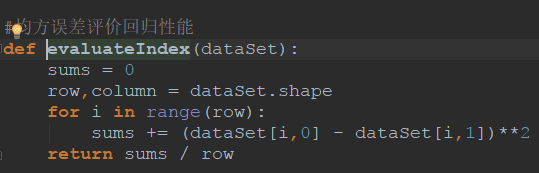 #均方误差评价回归性能
def evaluateIndex(dataSet):
    sums = 0
    row,column = dataSet.shape
    for i in range(row):
        sums += (dataSet[i,0] - dataSet[i,1])**2
    return sums / row